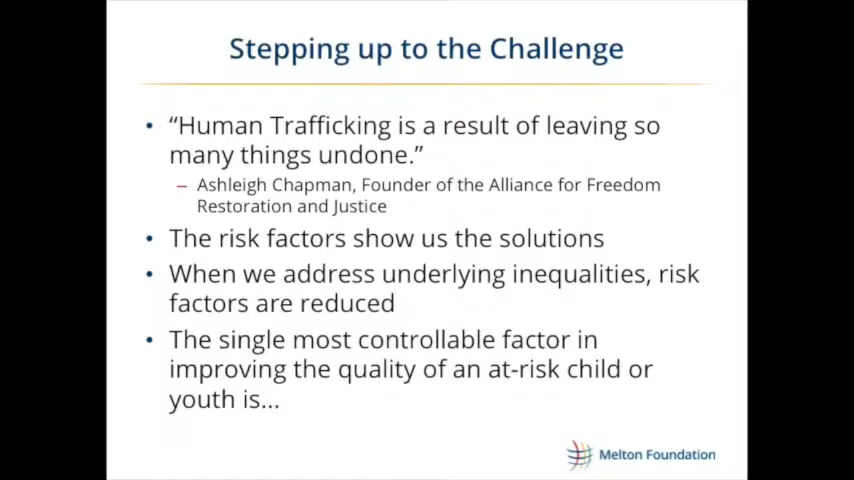 Stepping up to the Challenge
• “Human Trafficking is a result of leaving so
many things undone.”
– Ashleigh Chapman, Founder of the Alliance for Freedom
Restoration and Justice
• The risk factors show us the solutions
• When we address underlying inequalities, risk
factors are reduced
• The single most controllable factor in
improving the quality of an at-risk child or
youth is...
Melton Foundation